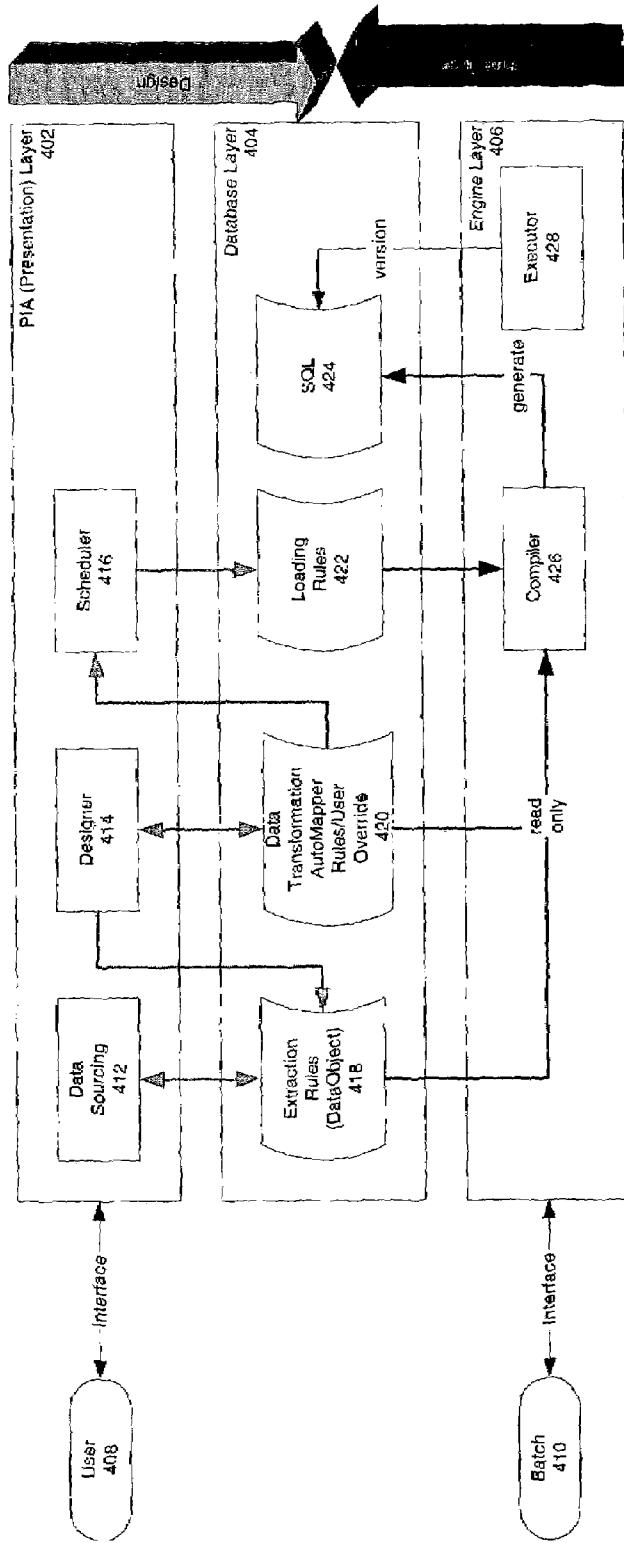 Design
PIA (Presentation) Layer
402
Data
Sourcing
412
Designer
414
Scheduler
416
User
408
Interface
Database Layer
404
Extraction
Rules
(DataObject)
418
Data
Transformation
AutoMapper
Rules/User
Override
420
Loading
Rules
422
SQL
424
version
Engine Layer
406
read
only
generate
Compiler
426
Executor
428
Batch
410
Interface